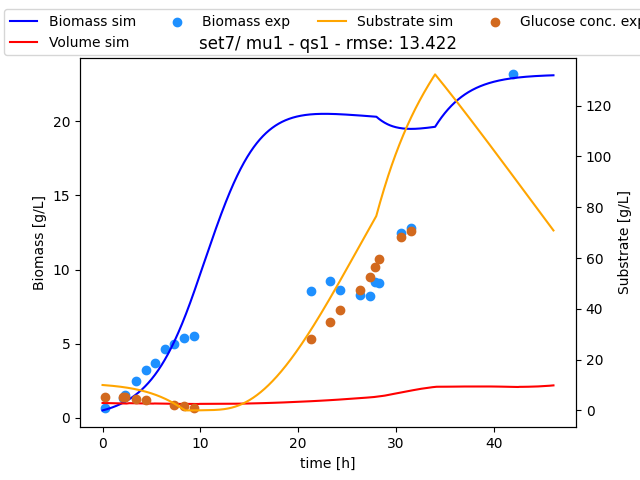 Biomass sim Biomass exp Substrate sim Glucose conc. exp
Volume sim
set7/ mu1 - qs1 - rmse: 13.422
Biomass [g/L]
20
15
10
5
0
120
100
80
60
40
20
0
Substrate [g/L]
0 10 20 30 40
time [h]